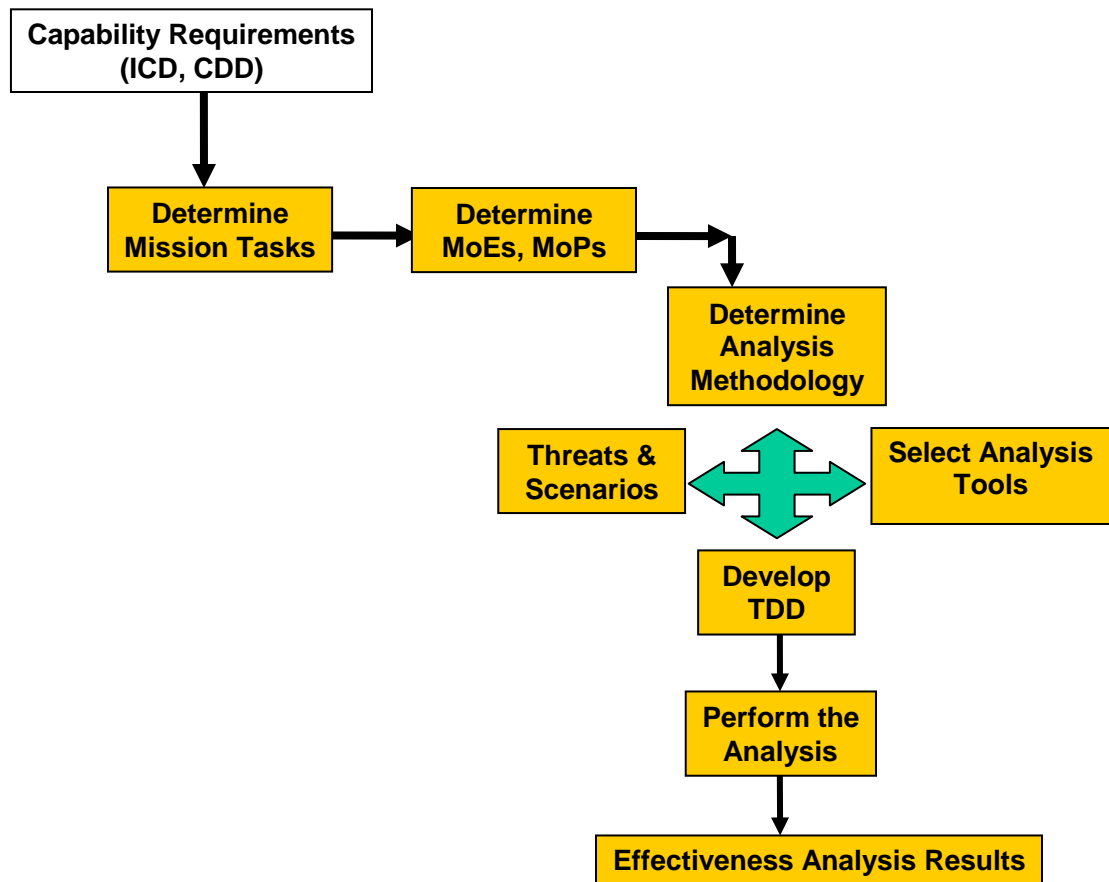 Capability Requirements
(ICD, CDD)
Determine
Mission Tasks
Determine
MoEs, MoPs
Determine
Analysis
Methodology
Threats &
Scenarios
Select Analysis
Tools
Develop
TDD
Perform the
Analysis
Effectiveness Analysis Results